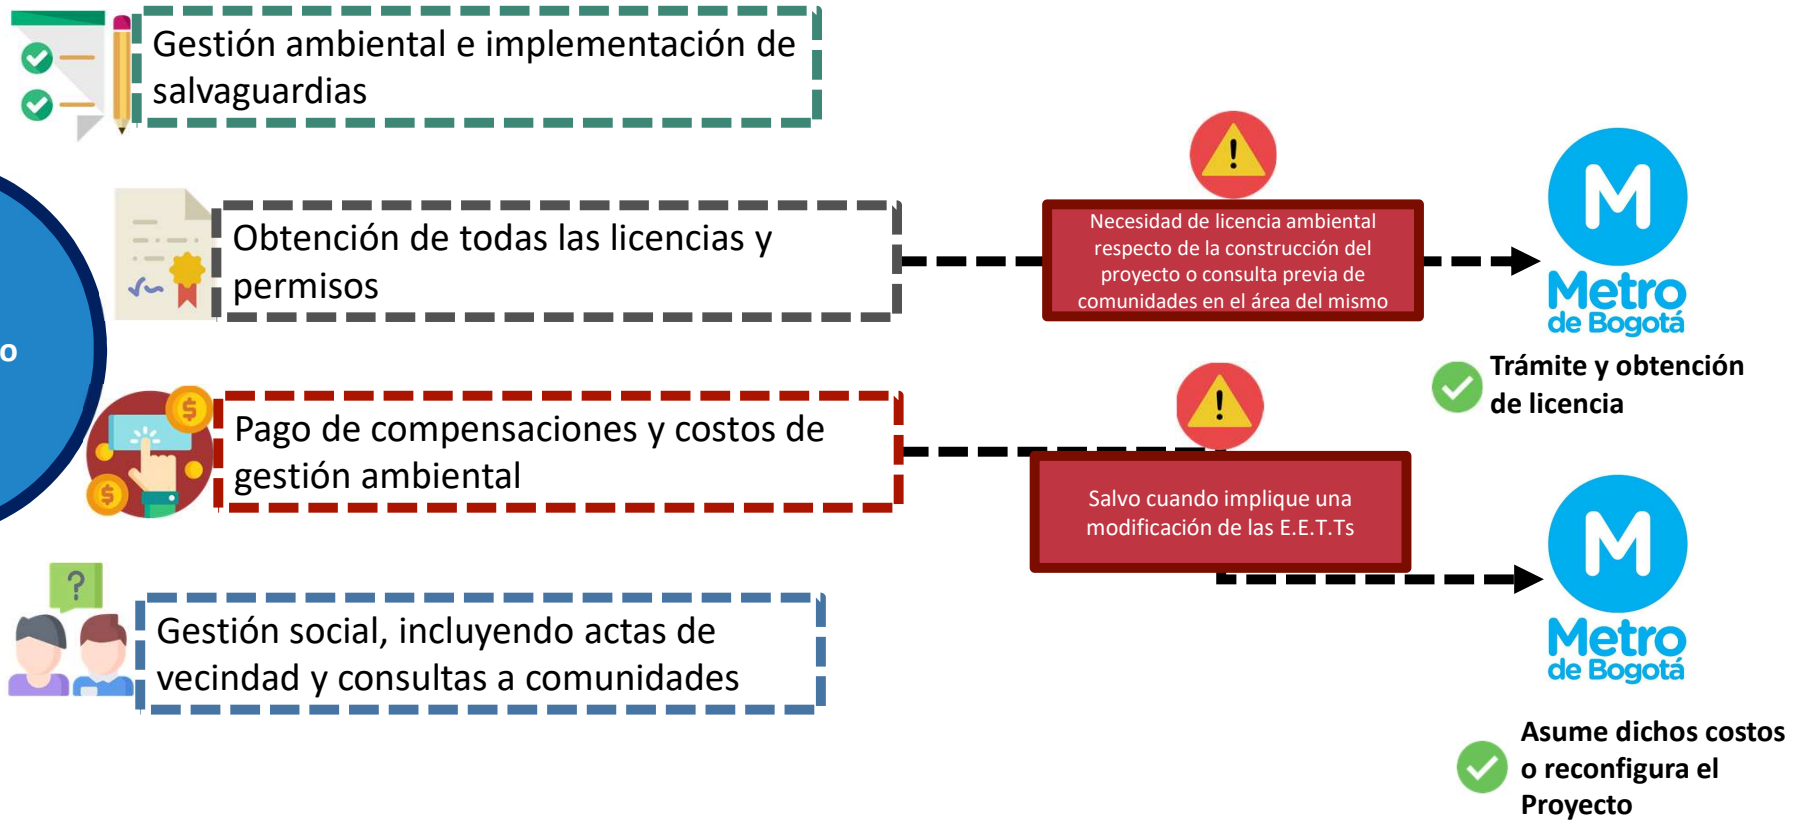 Gestión ambiental e implementación de
salvaguardias
Obtención de todas las licencias y
permisos
Necesidad de licencia ambiental
respecto de la construcción del
proyecto o consulta previa de
comunidades en el área del mismo
M
Metro
de Bogotá
Trámite y obtención
de licencia
o
Pago de compensaciones y costos de
gestión ambiental
Salvo cuando implique una
modificación de las E.E.T.Ts
M
Metro
de Bogotá
Asume dichos costos
o reconfigura el
Proyecto
?
Gestión social, incluyendo actas de
vecindad y consultas a comunidades